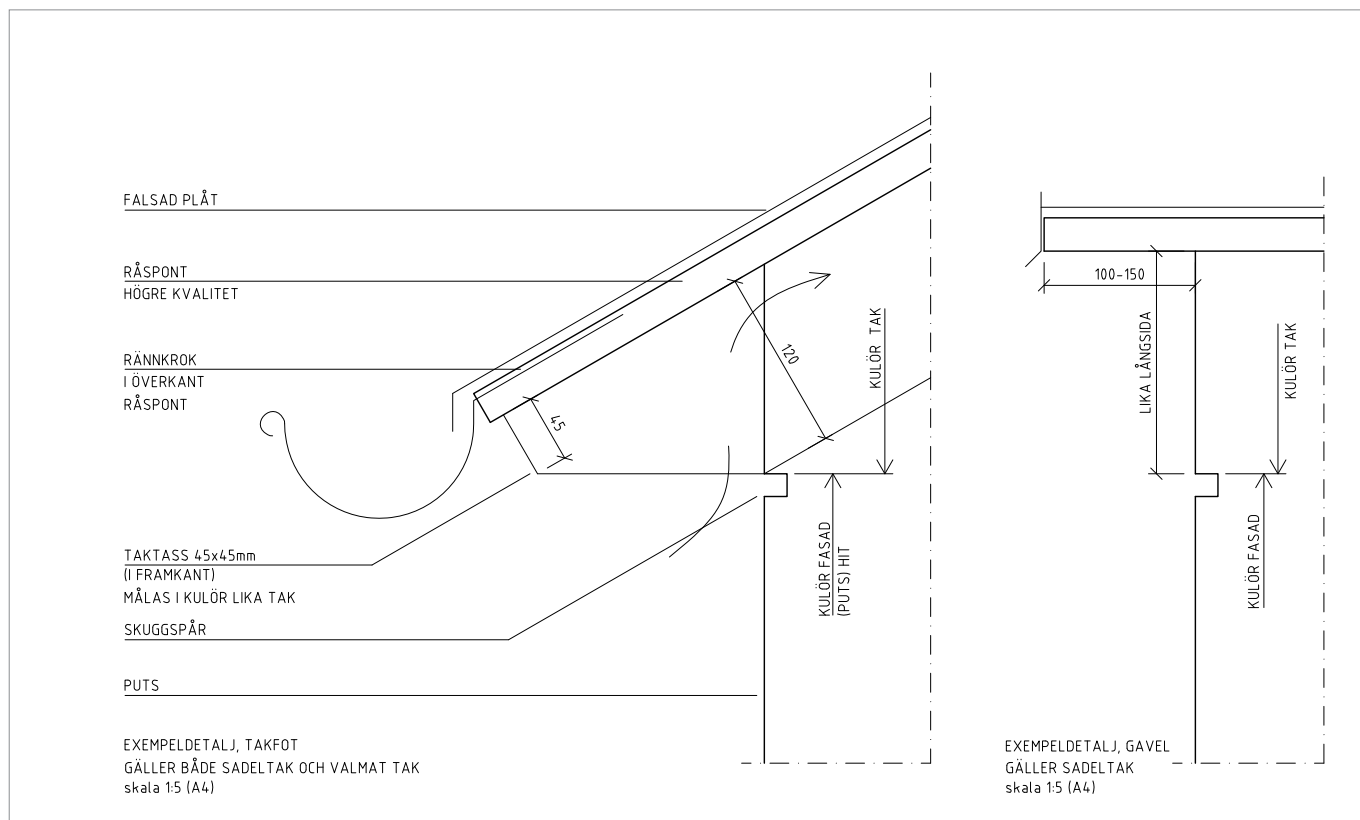 FALSAD PLÅT
RÅSPONT
HÖGRE KVALITET
RÄNNKROK
I ÖVERKANT
RÅSPONT
45
120
KULÖR TAK
KULÖR FASAD
(PUTS) HIT
TAKTASS 45x45mm
(I FRAMKANT)
MÅLAS I KULÖR LIKA TAK
SKUGGSPÅR
PUTS
EXEMPELDETALJ, TAKFOT
GÄLLER BÅDE SADELTAK OCH VALMAT TAK
skala 1:5 (A4)
100-150
LIKA LÅNGSIDA
KULÖR TAK
KULÖR FASAD
EXEMPELDETALJ, GAVEL
GÄLLER SADELTAK
skala 1:5 (A4)